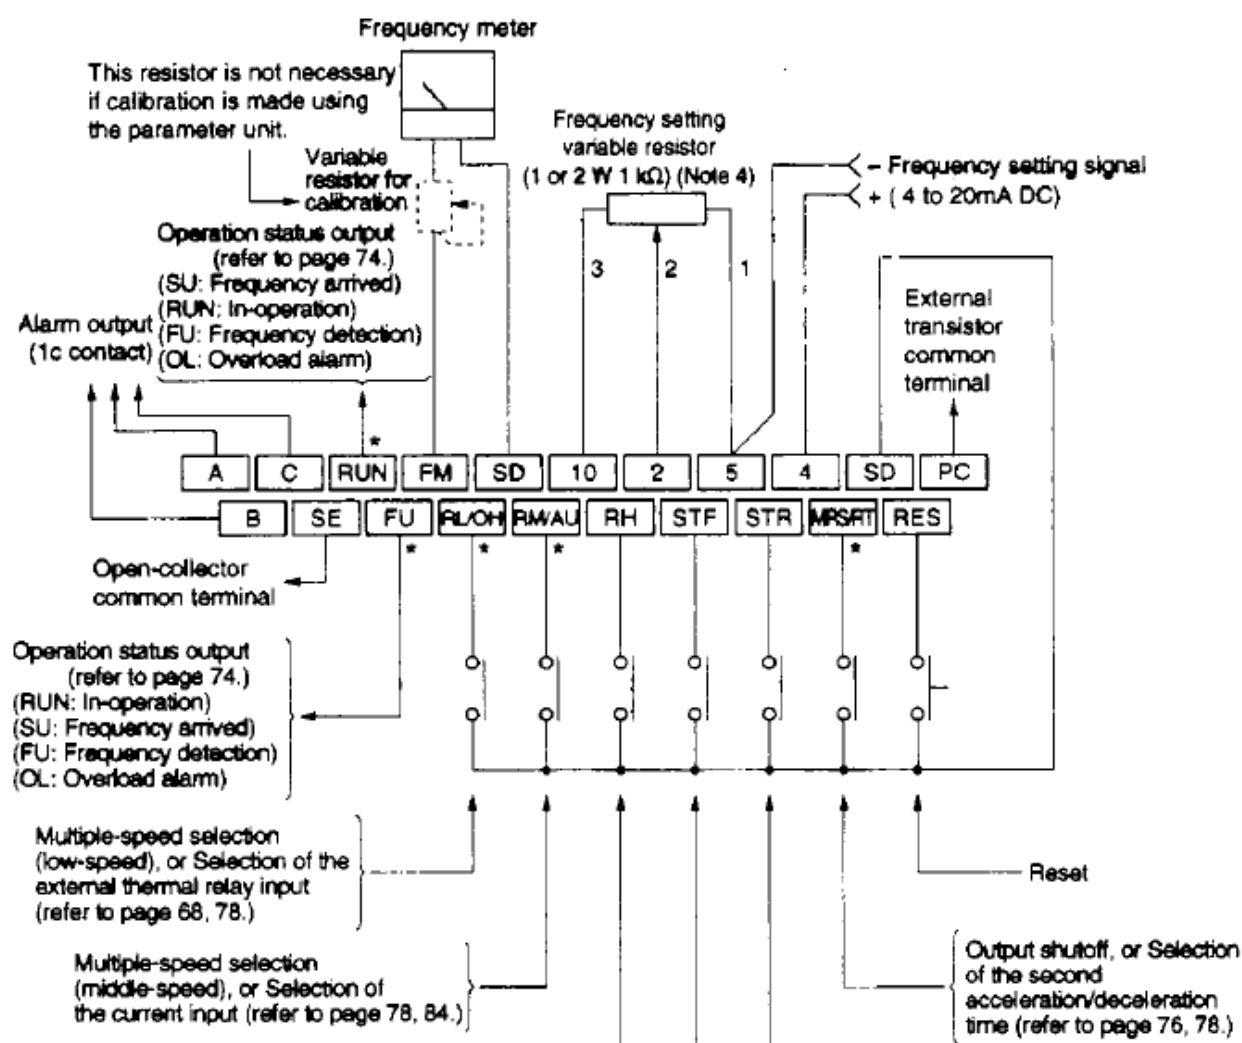 Frequency meter
This resistor is not necessary
if calibration is made using
the parameter unit.
Variable
resistor for
calibration
Frequency setting
variable resistor
(1 or 2 W 1 kΩ) (Note 4)
3
2
1
– Frequency setting signal
+ ( 4 to 20mA DC)
Operation status output
(refer to page 74.)
(SU: Frequency arrived)
(RUN: In-operation)
(FU: Frequency detection)
(OL: Overload alarm)
Alarm output
(1c contact)
External
transistor
common
terminal
*
A C RUN FM SD 10 2 5 4 SD PC
B SE FU RL/OH RM/AU RH STF STR MRS/RT RES
* * * *
Open-collector
common terminal
Operation status output
(refer to page 74.)
(RUN: In-operation)
(SU: Frequency arrived)
(FU: Frequency detection)
(OL: Overload alarm)
Multiple-speed selection
(low-speed), or Selection of the
external thermal relay input
(refer to page 68, 78.)
Reset
Multiple-speed selection
(middle-speed), or Selection of
the current input (refer to page 78, 84.)
Output shutoff, or Selection
of the second
acceleration/deceleration
time (refer to page 76, 78.)